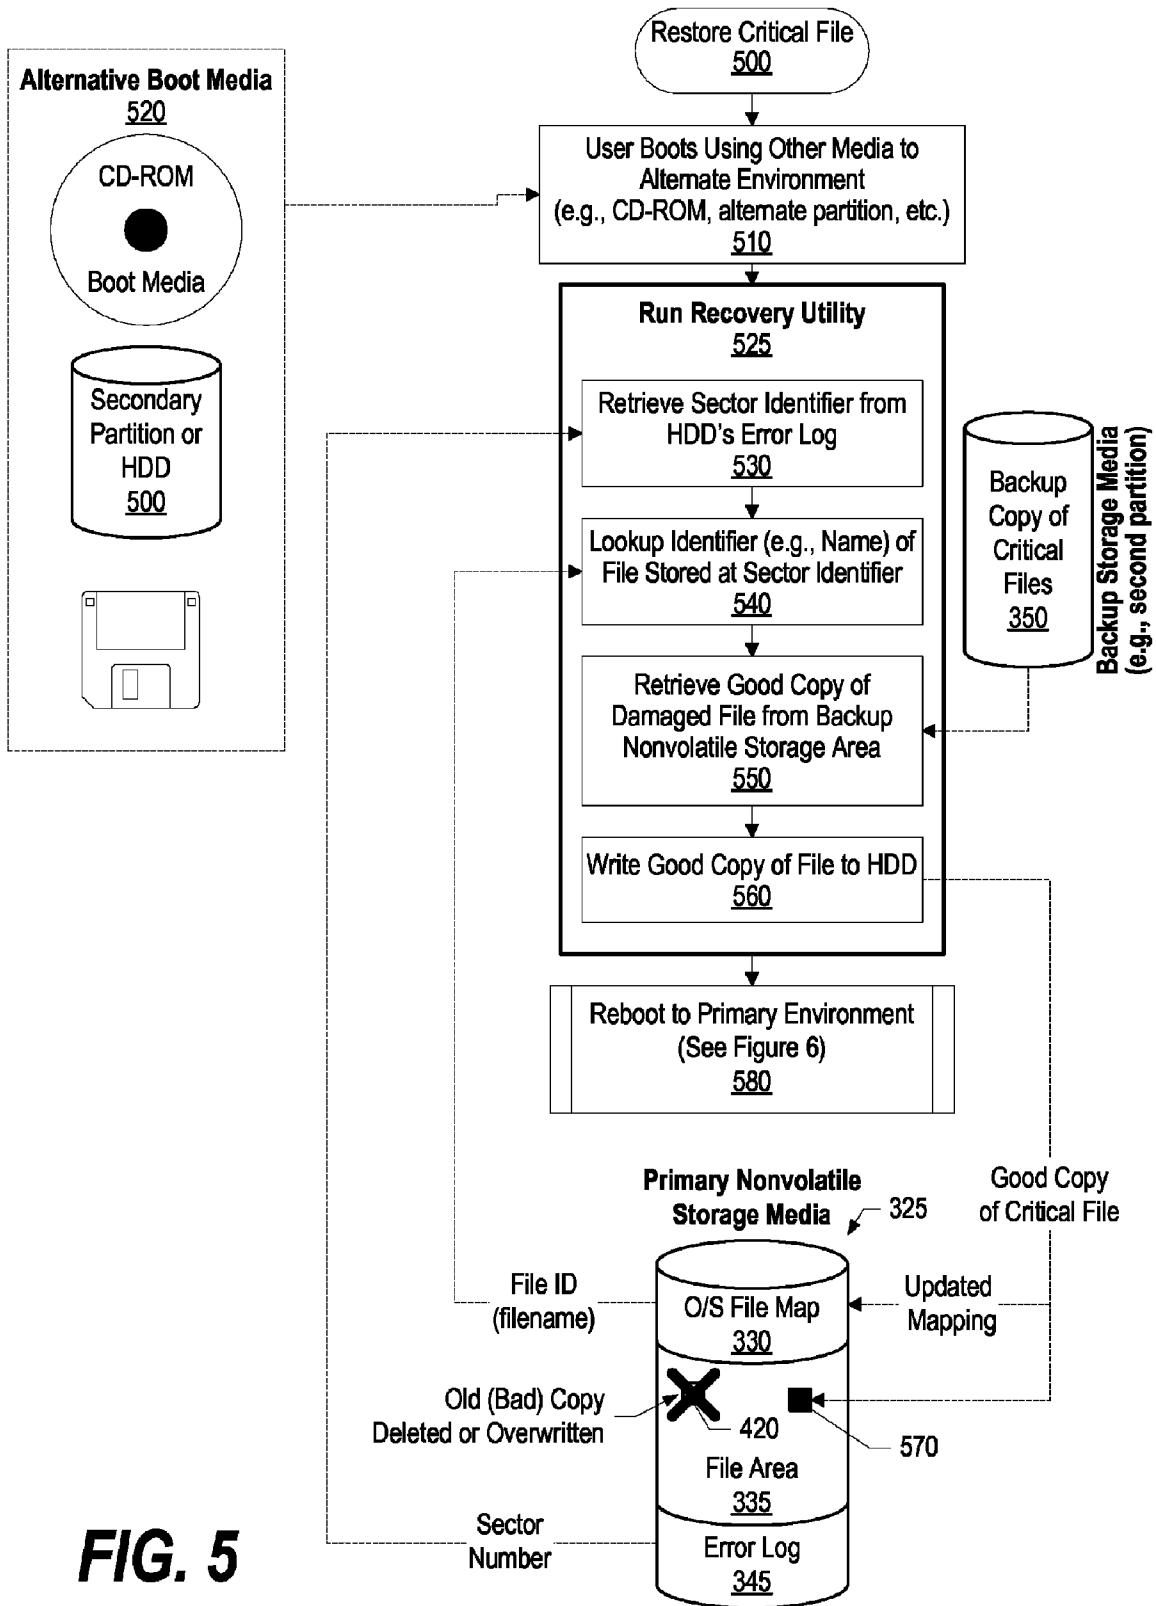 Restore Critical File
500
Alternative Boot Media
520
CD-ROM
Boot Media
Secondary
Partition or
HDD
500
User Boots Using Other Media to
Alternate Environment
(e.g., CD-ROM, alternate partition, etc.)
510
Run Recovery Utility
525
Retrieve Sector Identifier from
HDD's Error Log
530
Lookup Identifier (e.g., Name) of
File Stored at Sector Identifier
540
Retrieve Good Copy of
Damaged File from Backup
Nonvolatile Storage Area
550
Write Good Copy of File to HDD
560
Backup
Copy of
Critical
Files
350
Backup Storage Media
(e.g., second partition)
Reboot to Primary Environment
(See Figure 6)
580
Primary Nonvolatile
Storage Media
325
Good Copy
of Critical File
File ID
(filename)
O/S File Map
330
Updated
Mapping
Old (Bad) Copy
Deleted or Overwritten
420
570
File Area
335
Sector
Number
Error Log
345
FIG. 5